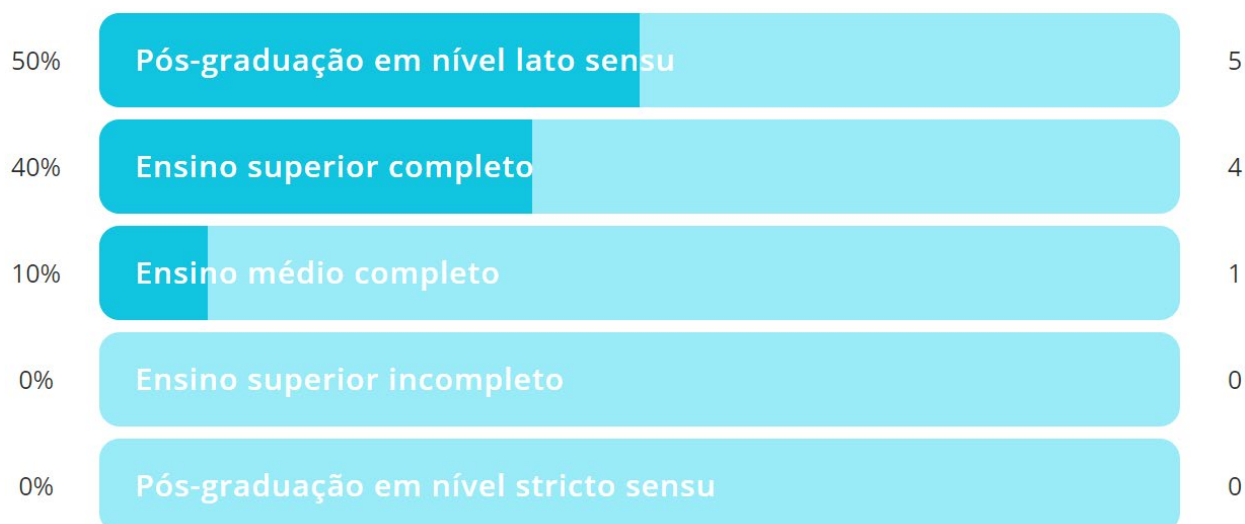 50% Pós-graduação em nível lato sensu 5
40% Ensino superior completo 4
10% Ensino médio completo 1
0% Ensino superior incompleto 0
0% Pós-graduação em nível stricto sensu 0